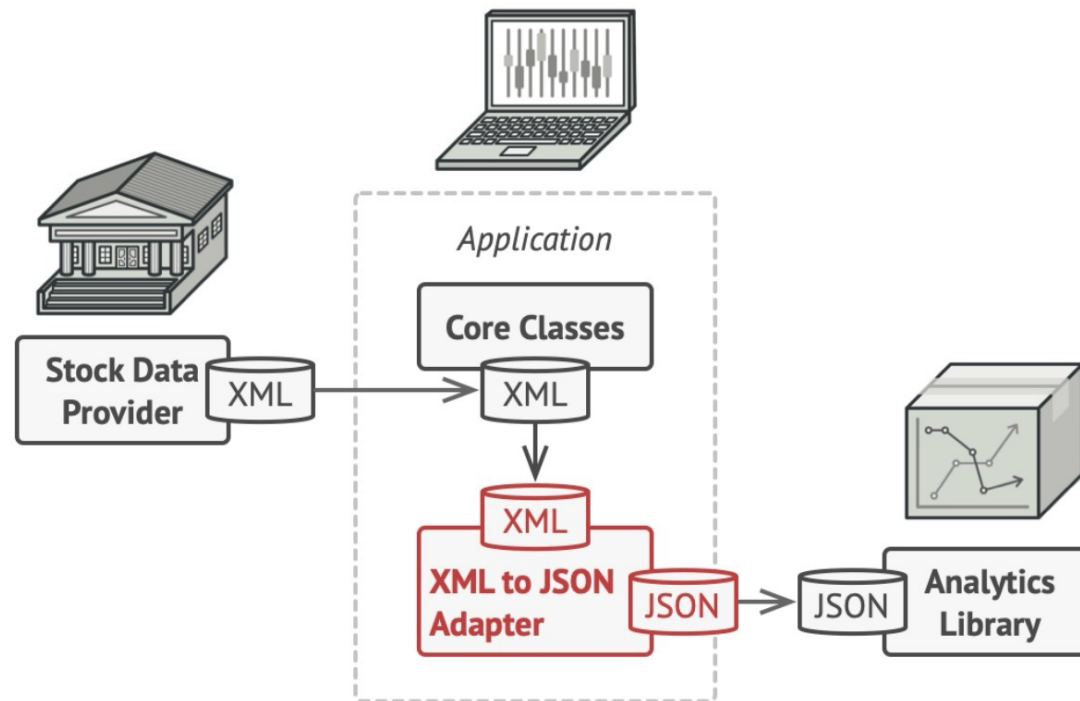 Application
Core Classes
Stock Data
Provider
XML
XML
XML
XML to JSON
Adapter
JSON
JSON
Analytics
Library